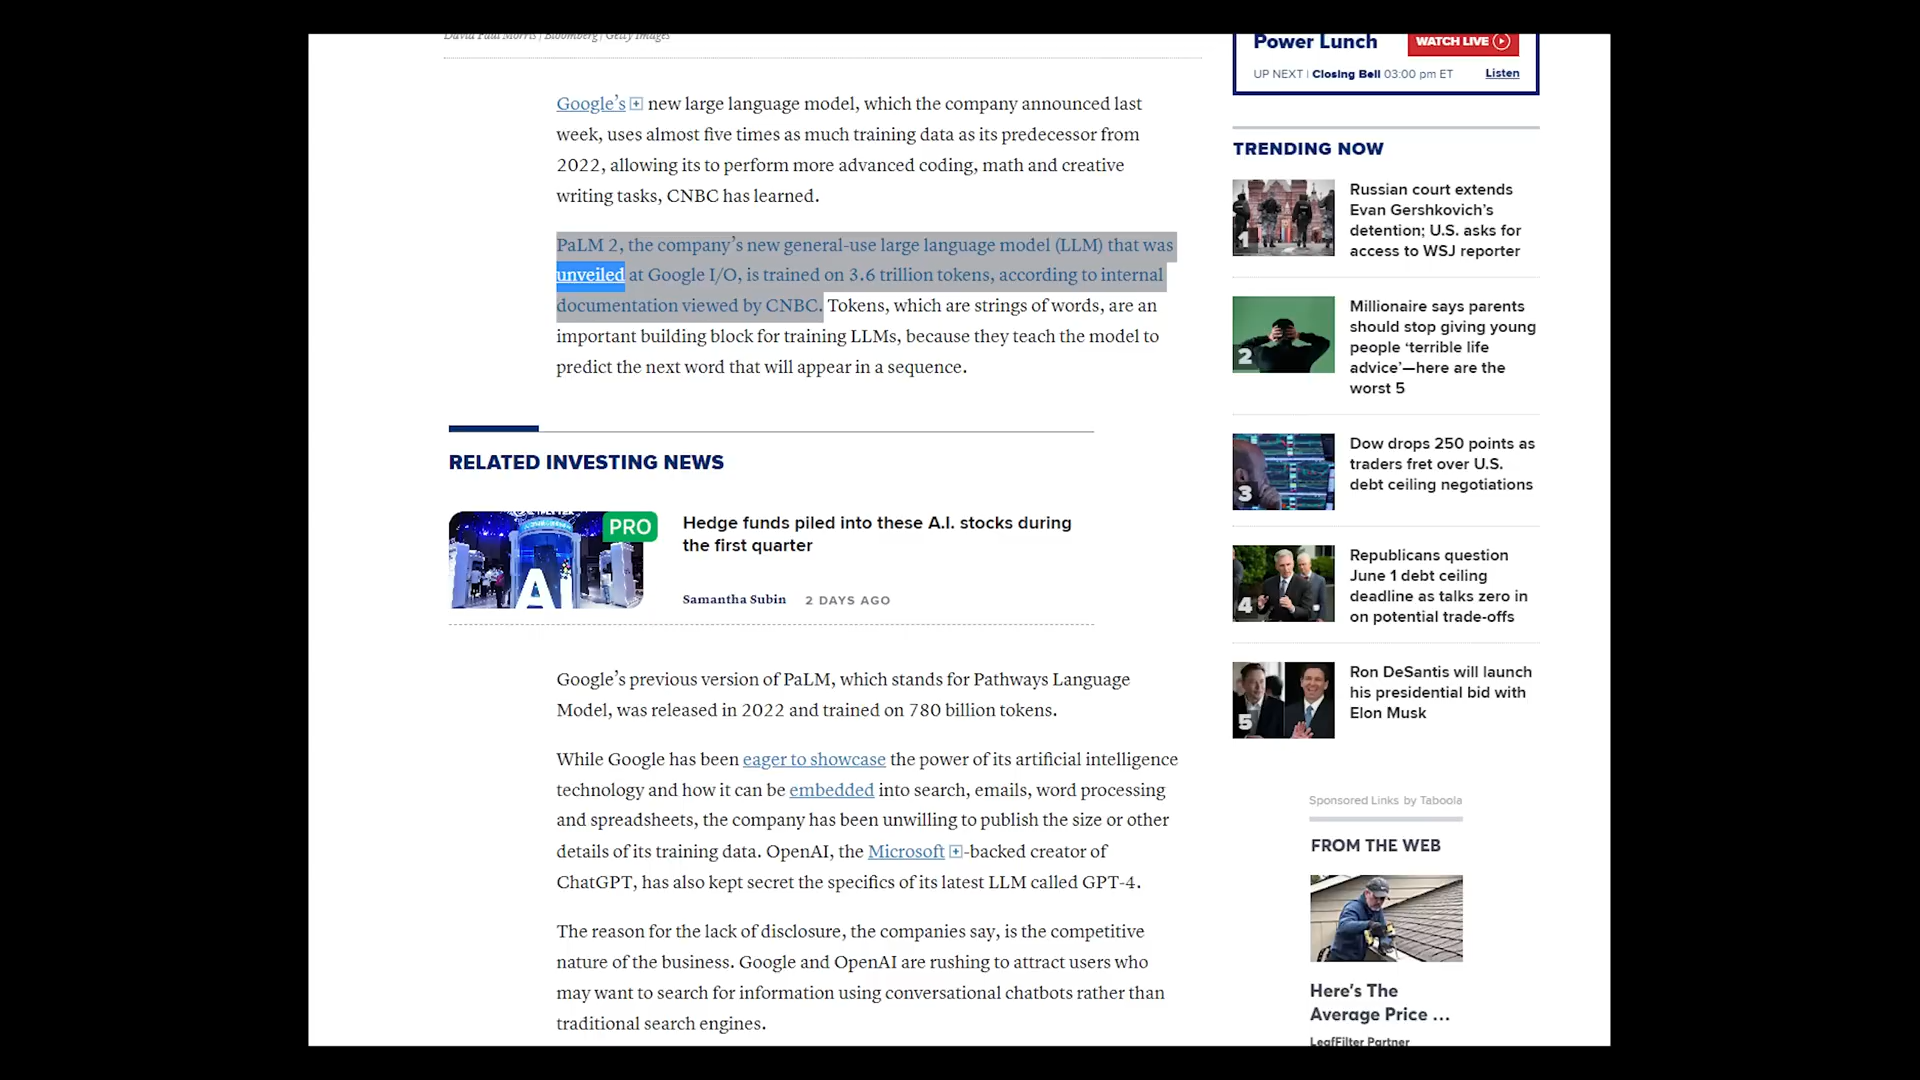 David Paul Morris | Bloomberg | Getty Images
Google's new large language model, which the company announced last
week, uses almost five times as much training data as its predecessor from
2022, allowing its to perform more advanced coding, math and creative
writing tasks, CNBC has learned.
PaLM 2, the company's new general-use large language model (LLM) that was
unveiled at Google I/O, is trained on 3.6 trillion tokens, according to internal
documentation viewed by CNBC. Tokens, which are strings of words, are an
important building block for training LLMs, because they teach the model to
predict the next word that will appear in a sequence.
RELATED INVESTING NEWS
PRO
AI
Hedge funds piled into these A.I. stocks during
the first quarter
Samantha Subin 2 DAYS AGO
Google's previous version of PaLM, which stands for Pathways Language
Model, was released in 2022 and trained on 780 billion tokens.
While Google has been eager to showcase the power of its artificial intelligence
technology and how it can be embedded into search, emails, word processing
and spreadsheets, the company has been unwilling to publish the size or other
details of its training data. OpenAI, the Microsoft -backed creator of
ChatGPT, has also kept secret the specifics of its latest LLM called GPT-4.
The reason for the lack of disclosure, the companies say, is the competitive
nature of the business. Google and OpenAI are rushing to attract users who
may want to search for information using conversational chatbots rather than
traditional search engines.
Power Lunch
WATCH LIVE
UP NEXT | Closing Bell 03:00 pm ET Listen
TRENDING NOW
1
Russian court extends
Evan Gershkovich's
detention; U.S. asks for
access to WSJ reporter
2
Millionaire says parents
should stop giving young
people ‘terrible life
advice’—here are the
worst 5
3
Dow drops 250 points as
traders fret over U.S.
debt ceiling negotiations
4
Republicans question
June 1 debt ceiling
deadline as talks zero in
on potential trade-offs
5
Ron DeSantis will launch
his presidential bid with
Elon Musk
Sponsored Links by Taboola
FROM THE WEB
Here's The
Average Price ...
LeafFilter Partner